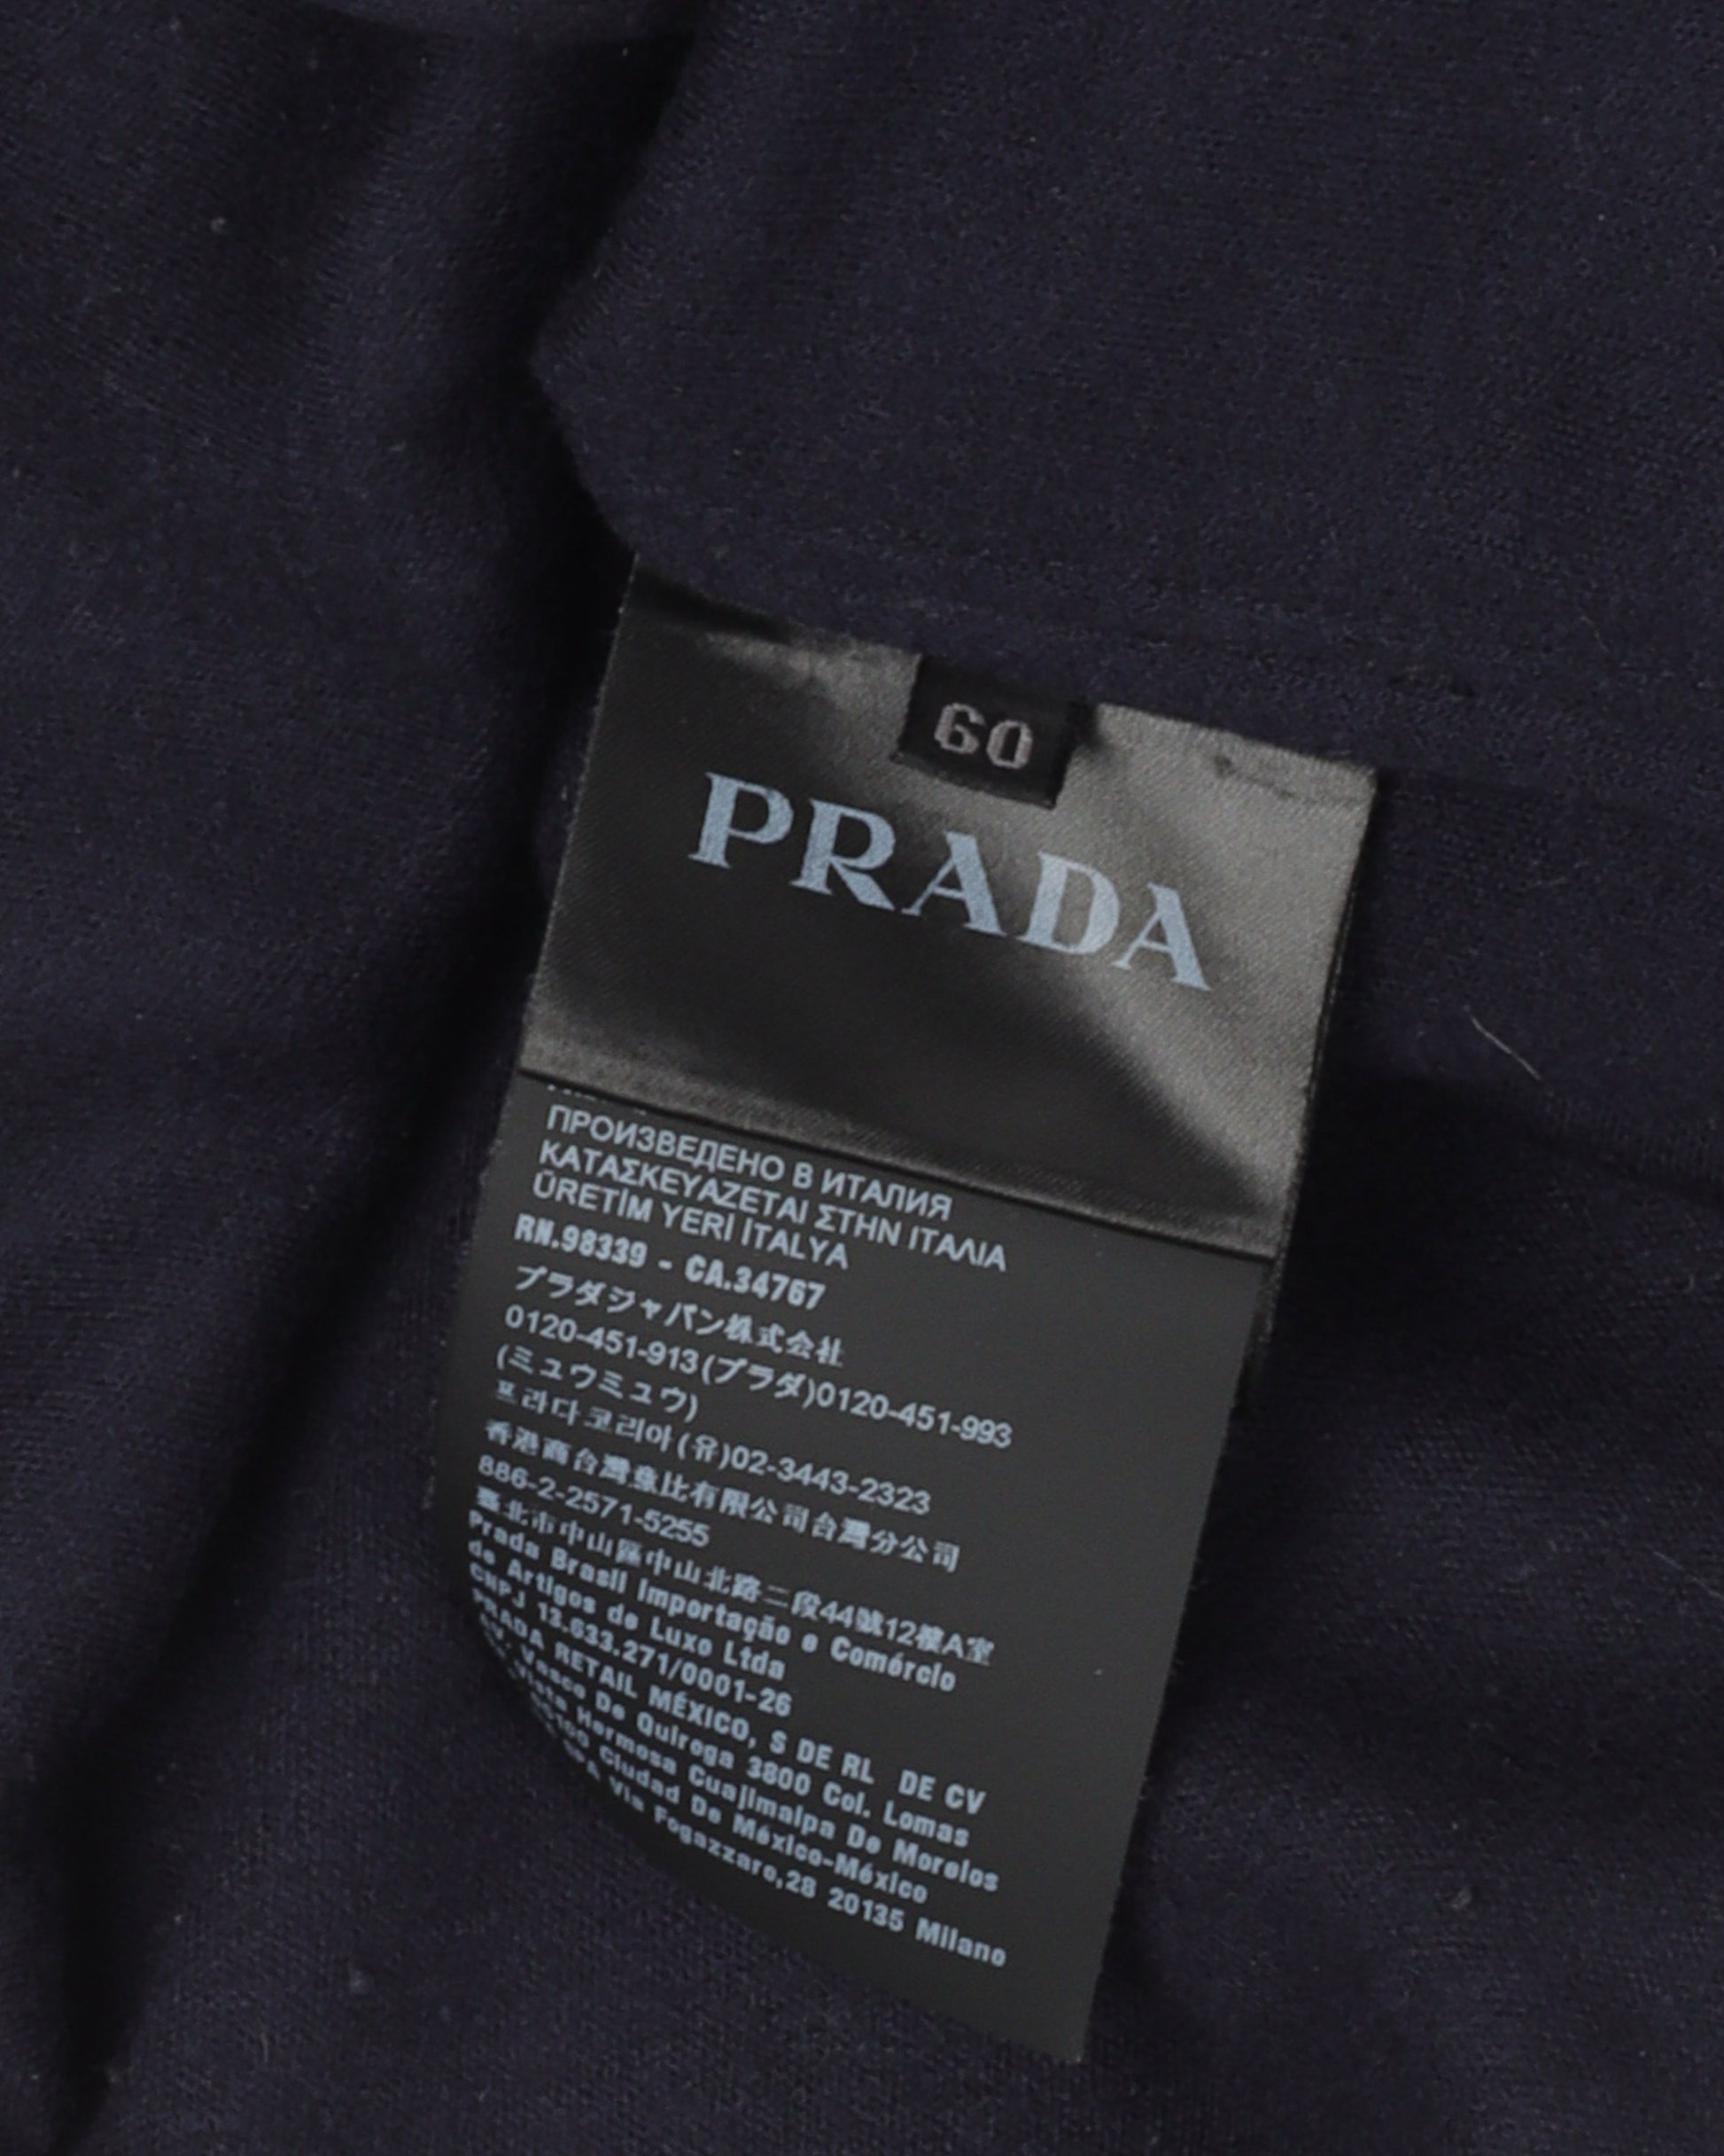 60
PRADA
ПРОИЗВЕДЕНО В ИТАЛИЯ
ΚΑΤΑΣΚΕΥΑΖΕΤΑΙ ΣΤΗΝ ΙΤΑΛΙΑ
ÜRETİM YERİ İTALYA
RN.98339 - CA.34767
プラダジャパン株式会社
0120-451-913(プラダ)0120-451-993
(ミュウミュウ)
프라다코리아(유)02-3443-2323
香港商台灣魚比有限公司台灣分公司
886-2-2571-5255
臺北市中山區中山北路二段44號12樓A室
Prada Brasil Importação e Comércio
de Artigos de Luxo Ltda
CNPJ 13.633.271/0001-26
PRADA RETAIL MÉXICO, S DE RL DE CV
Vasco De Quiroga 3800 Col. Lomas
Hermosa Cuajimalpa De Morelos
Ciudad De México-México
Via Fogazzaro,28 20135 Milano